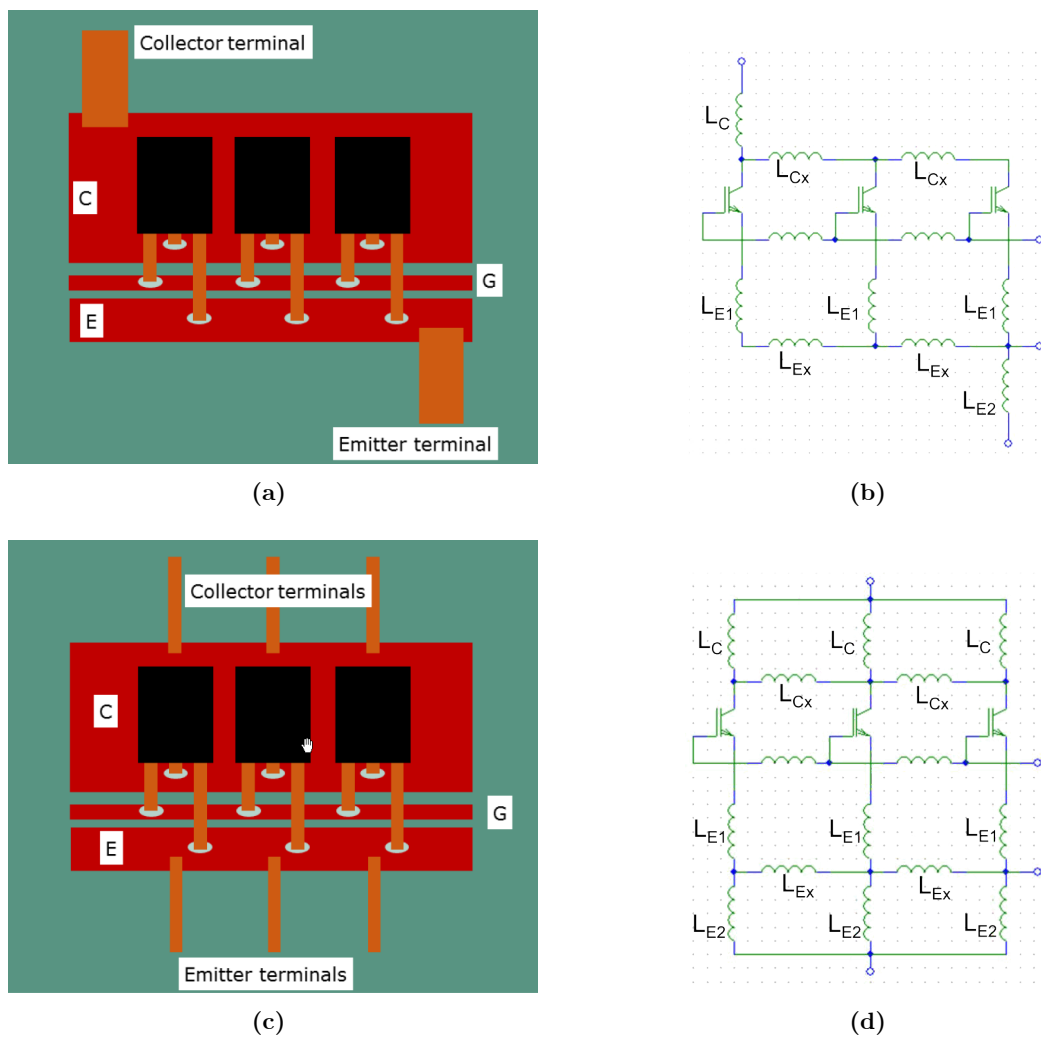 Collector terminal
C
G
E
Emitter terminal
(a)
L_C
L_Cx
L_Cx
L_E1
L_E1
L_E1
L_Ex
L_Ex
L_E2
(b)
Collector terminals
C
G
E
Emitter terminals
(c)
L_C
L_C
L_C
L_Cx
L_Cx
L_E1
L_E1
L_E1
L_Ex
L_Ex
L_E2
L_E2
L_E2
(d)